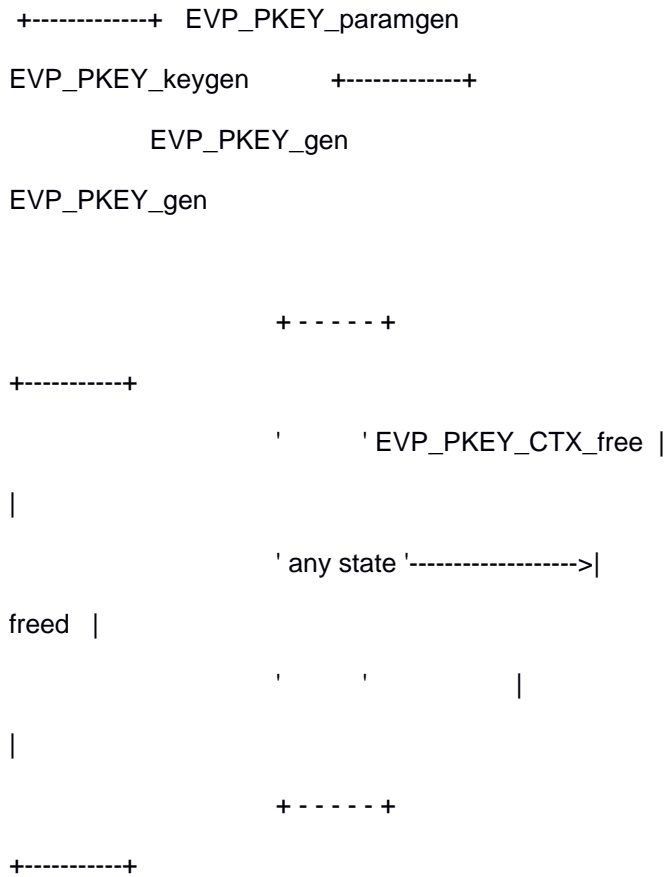 +-------------+ EVP_PKEY_paramgen
EVP_PKEY_keygen +-------------+
EVP_PKEY_gen
EVP_PKEY_gen
+ - - - - - +
+-----------+
' ' EVP_PKEY_CTX_free |
|
' any state '------------------->|
freed |
' ' |
|
+ - - - - - +
+-----------+